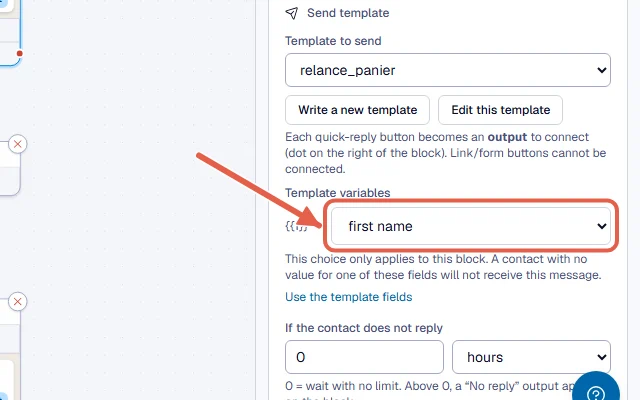 Send template
Template to send
relance_panier
Write a new template
Edit this template
Each quick-reply button becomes an output to connect
(dot on the right of the block). Link/form buttons cannot be
connected.
Template variables
first name
This choice only applies to this block. A contact with no
value for one of these fields will not receive this message.
Use the template fields
If the contact does not reply
0
hours
0 = wait with no limit. Above 0, a “No reply” output